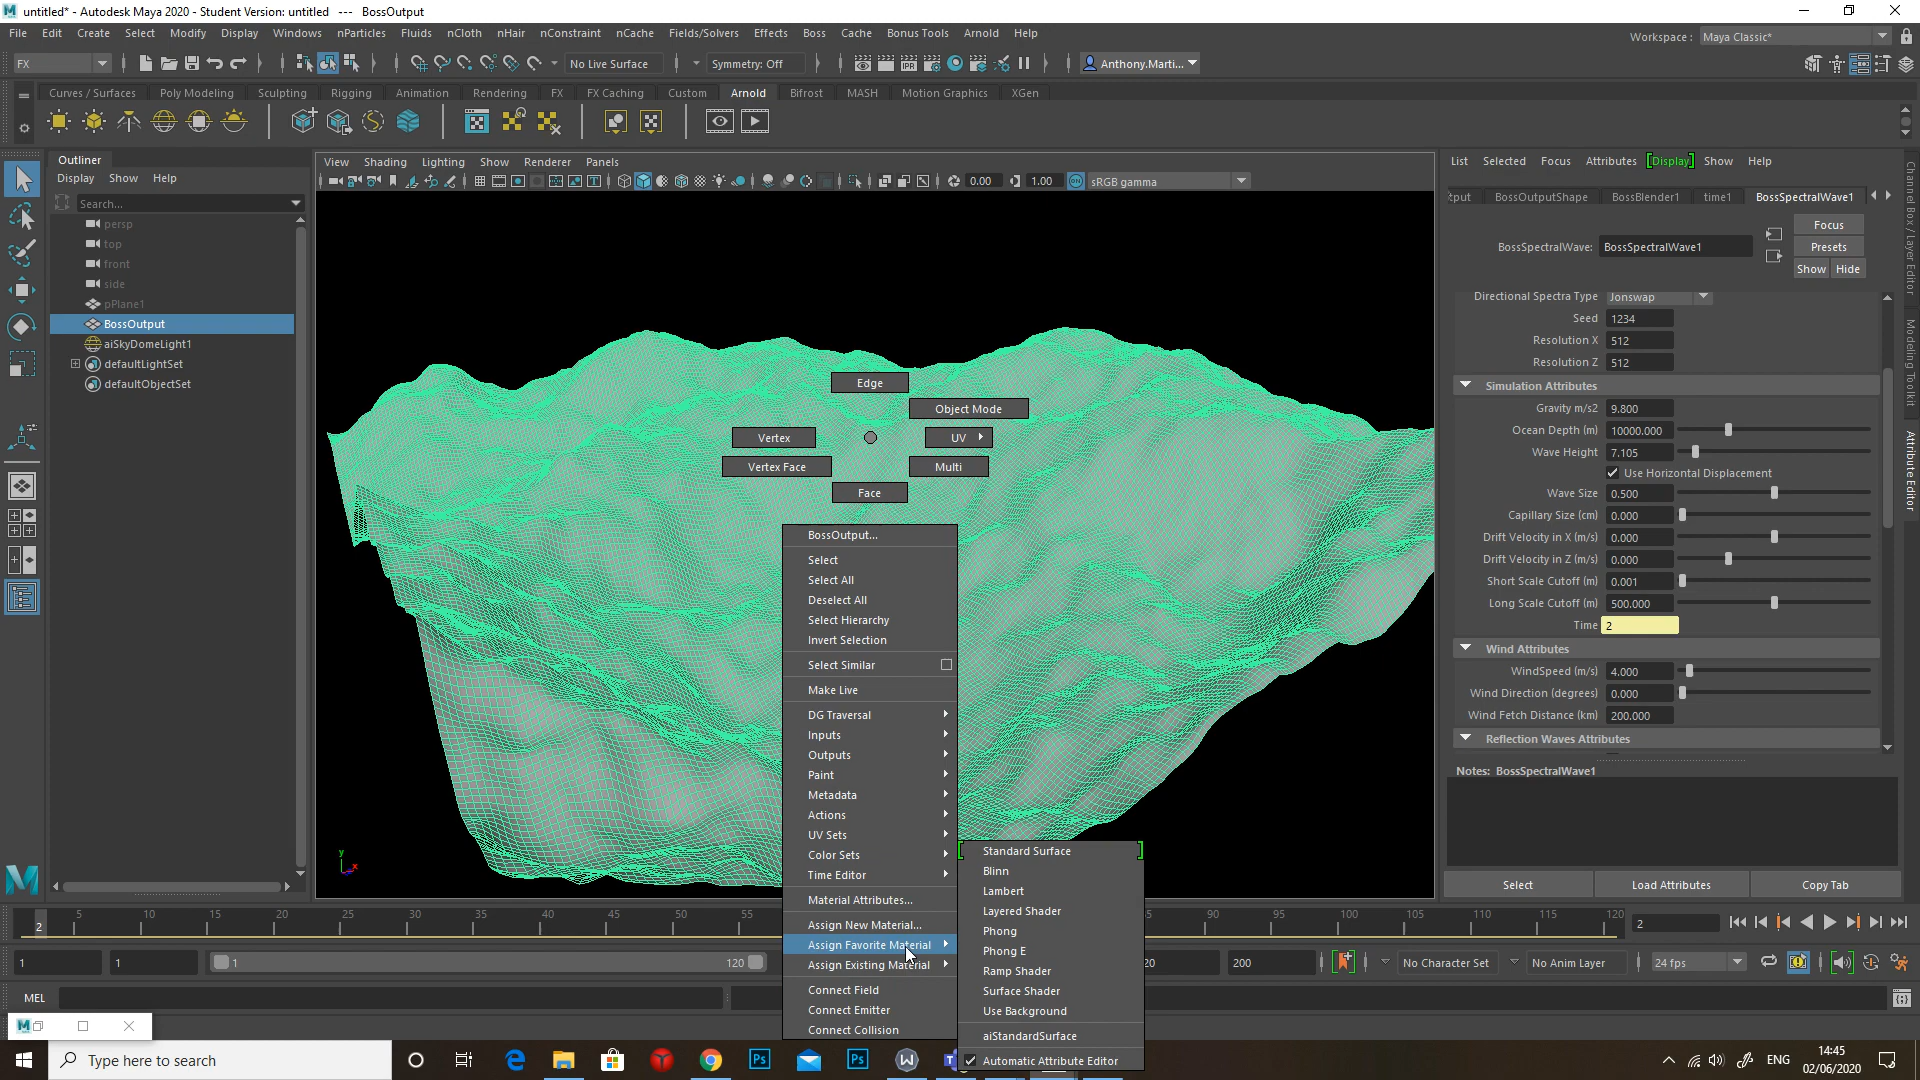 untitled* - Autodesk Maya 2020 - Student Version: untitled --- BossOutput
File Edit Create Select Modify Display Windows nParticles Fluids nCloth nHair nConstraint nCache Fields/Solvers Effects Boss Cache Bonus Tools Arnold Help
Workspace : Maya Classic*
FX No Live Surface Symmetry: Off Anthony.Marti...
Curves / Surfaces Poly Modeling Sculpting Rigging Animation Rendering FX FX Caching Custom Arnold Bifrost MASH Motion Graphics XGen
Outliner
Display Show Help
Search...
persp
top
front
side
pPlane1
BossOutput
aiSkyDomeLight1
defaultLightSet
defaultObjectSet
View Shading Lighting Show Renderer Panels
0.00 1.00 sRGB gamma
Edge
Object Mode
Vertex
UV
Vertex Face
Multi
Face
BossOutput...
Select
Select All
Deselect All
Select Hierarchy
Invert Selection
Select Similar
Make Live
DG Traversal
Inputs
Outputs
Paint
Metadata
Actions
UV Sets
Color Sets
Time Editor
Material Attributes...
Assign New Material...
Assign Favorite Material
Assign Existing Material
Connect Field
Connect Emitter
Connect Collision
Standard Surface
Blinn
Lambert
Layered Shader
Phong
Phong E
Ramp Shader
Surface Shader
Use Background
aiStandardSurface
Automatic Attribute Editor
y
x
List Selected Focus Attributes Display Show Help
tput BossOutputShape BossBlender1 time1 BossSpectralWave1
Focus
BossSpectralWave: BossSpectralWave1
Presets
Show Hide
Directional Spectra Type Jonswap
Seed 1234
Resolution X 512
Resolution Z 512
Simulation Attributes
Gravity m/s2 9.800
Ocean Depth (m) 10000.000
Wave Height 7.105
Use Horizontal Displacement
Wave Size 0.500
Capillary Size (cm) 0.000
Drift Velocity in X (m/s) 0.000
Drift Velocity in Z (m/s) 0.000
Short Scale Cutoff (m) 0.001
Long Scale Cutoff (m) 500.000
Time 2
Wind Attributes
WindSpeed (m/s) 4.000
Wind Direction (degrees) 0.000
Wind Fetch Distance (km) 200.000
Reflection Waves Attributes
Notes: BossSpectralWave1
Select Load Attributes Copy Tab
Channel Box / Layer Editor
Modeling Toolkit
Attribute Editor
2 5 10 15 20 25 30 35 40 45 50 55 85 90 95 100 105 110 115 120 2
1 1 1 120 20 200 No Character Set No Anim Layer 24 fps
MEL
Type here to search
Ps Ps
ENG
14:45
02/06/2020